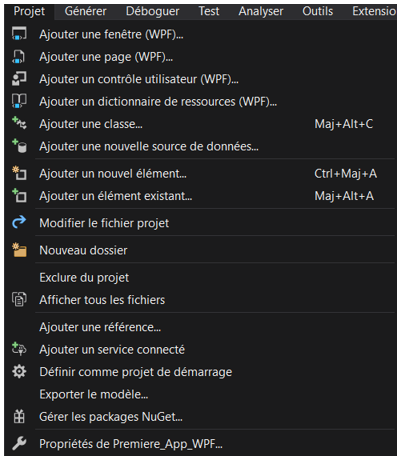 Projet Générer Déboguer Test Analyser Outils Extensio
Ajouter une fenêtre (WPF)...
Ajouter une page (WPF)...
Ajouter un contrôle utilisateur (WPF)...
Ajouter un dictionnaire de ressources (WPF)...
Ajouter une classe... Maj+Alt+C
Ajouter une nouvelle source de données...
Ajouter un nouvel élément... Ctrl+Maj+A
Ajouter un élément existant... Maj+Alt+A
Modifier le fichier projet
Nouveau dossier
Exclure du projet
Afficher tous les fichiers
Ajouter une référence...
Ajouter un service connecté
Définir comme projet de démarrage
Exporter le modèle...
Gérer les packages NuGet...
Propriétés de Premiere_App_WPF...